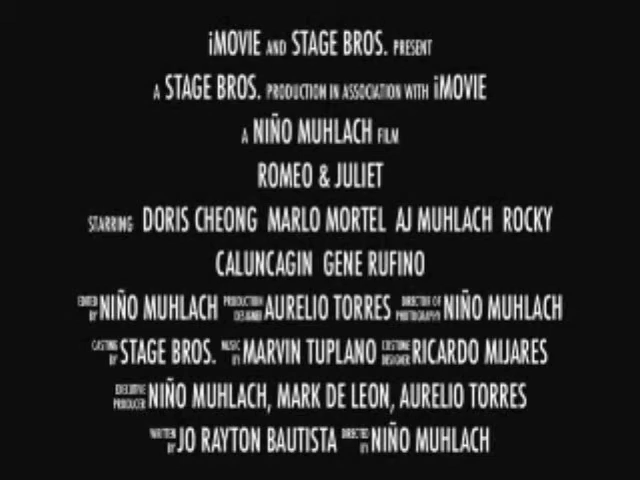 iMOVIE AND STAGE BROS. PRESENT
A STAGE BROS. PRODUCTION IN ASSOCIATION WITH iMOVIE
A NIÑO MUHLACH FILM
ROMEO & JULIET
STARRING DORIS CHEONG MARLO MORTEL AJ MUHLACH ROCKY
CALUNCAGIN GENE RUFINO
EDITED BY NIÑO MUHLACH PRODUCTION DESIGNER AURELIO TORRES DIRECTOR OF PHOTOGRAPHY NIÑO MUHLACH
CASTING BY STAGE BROS. MUSIC BY MARVIN TUPLANO COSTUME DESIGNER RICARDO MIJARES
EXECUTIVE PRODUCER NIÑO MUHLACH, MARK DE LEON, AURELIO TORRES
WRITTEN BY JO RAYTON BAUTISTA DIRECTED BY NIÑO MUHLACH